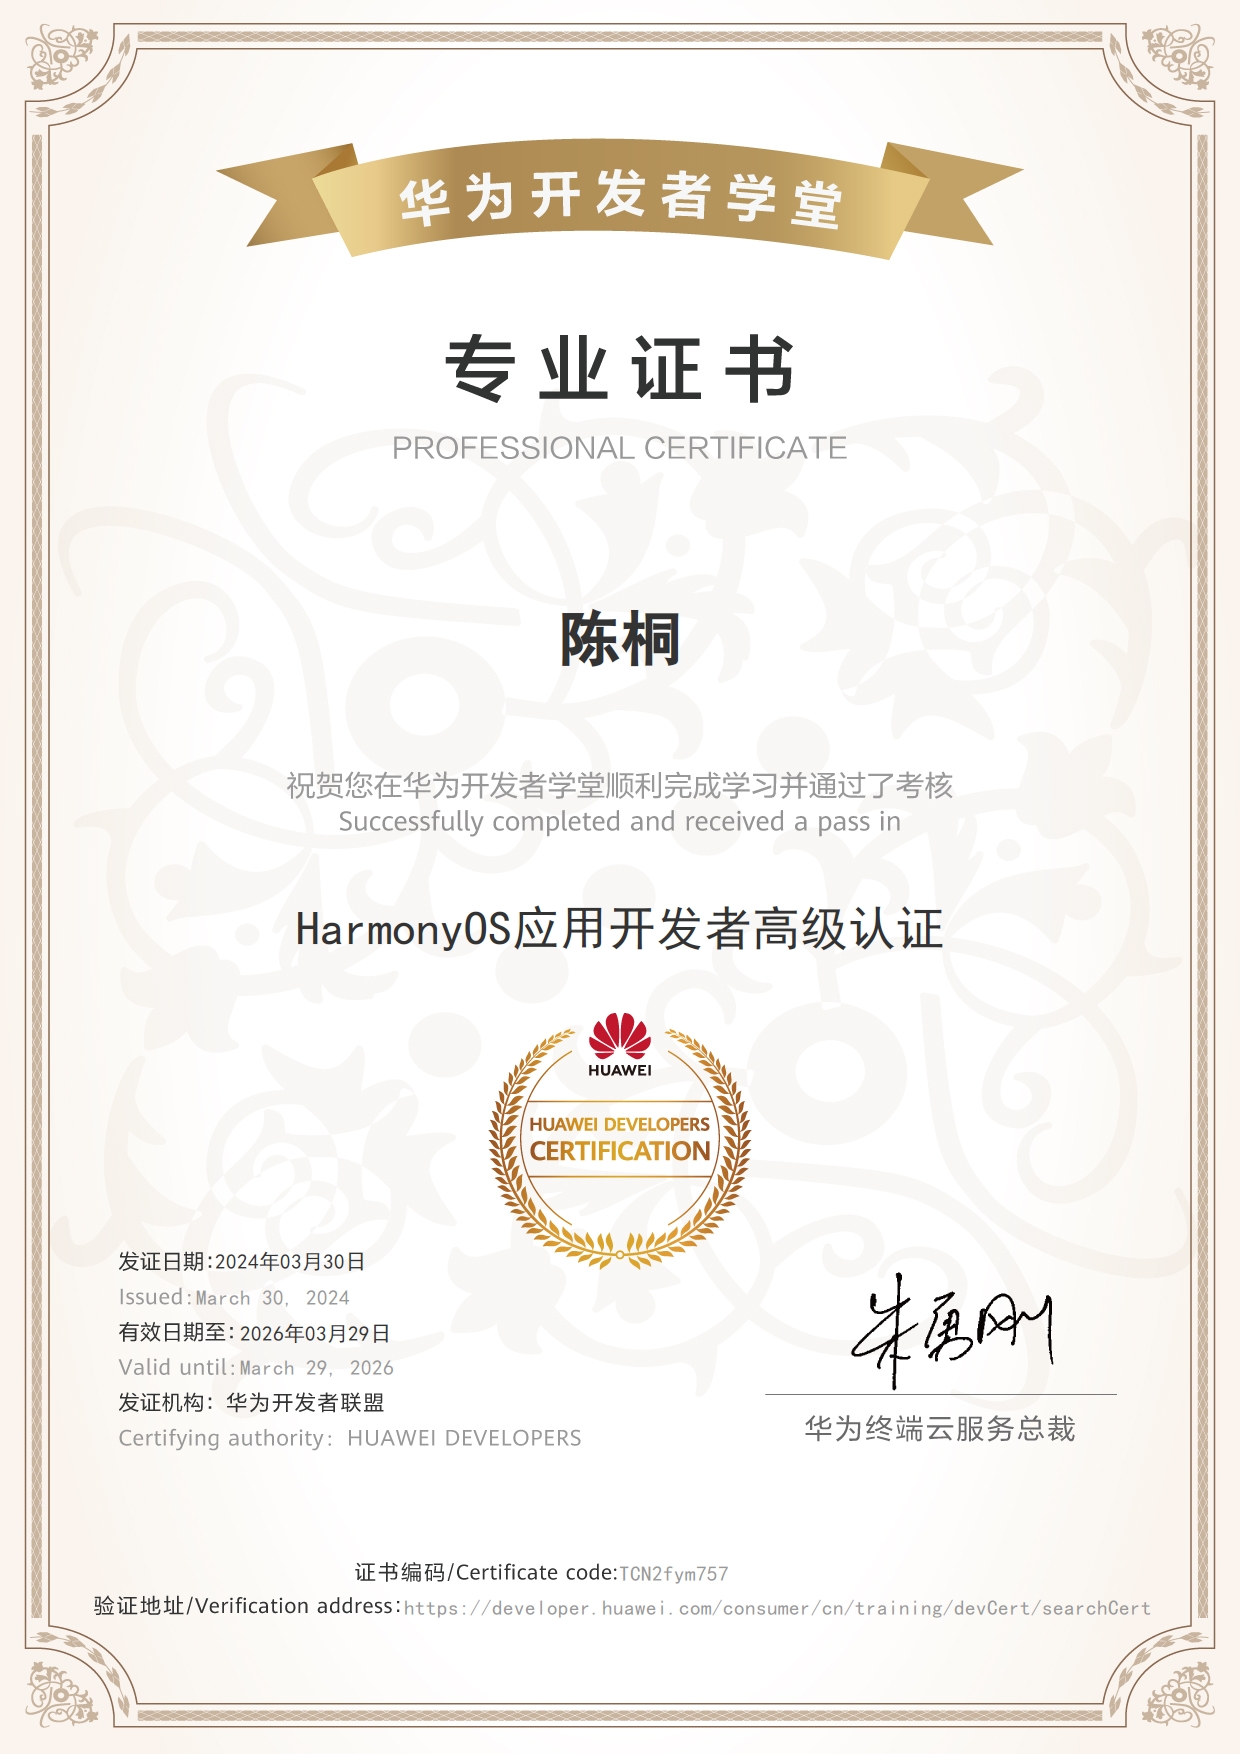 华为开发者学堂
专业证书
PROFESSIONAL CERTIFICATE
陈桐
祝贺您在华为开发者学堂顺利完成学习并通过了考核
Successfully completed and received a pass in
HarmonyOS应用开发者高级认证
HUAWEI
HUAWEI DEVELOPERS
CERTIFICATION
发证日期:2024年03月30日
Issued:March 30, 2024
有效日期至:2026年03月29日
Valid until:March 29, 2026
发证机构：华为开发者联盟
Certifying authority：HUAWEI DEVELOPERS
朱勇刚
华为终端云服务总裁
证书编码/Certificate code:TCN2fym757
验证地址/Verification address:https://developer.huawei.com/consumer/cn/training/devCert/searchCert